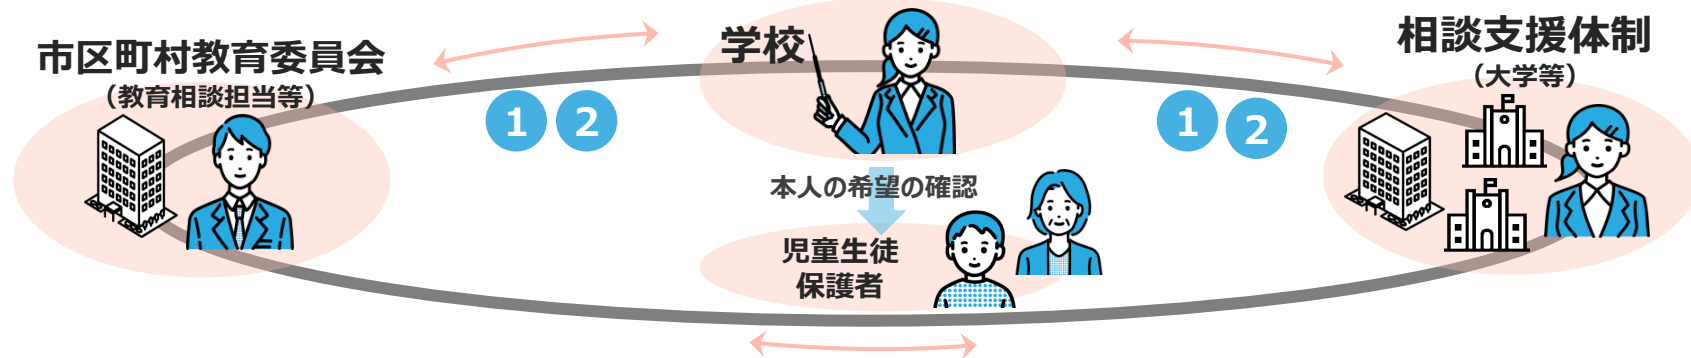 市区町村教育委員会
（教育相談担当等）
1 2
学校
1 2
相談支援体制
（大学等）
本人の希望の確認
児童生徒
保護者